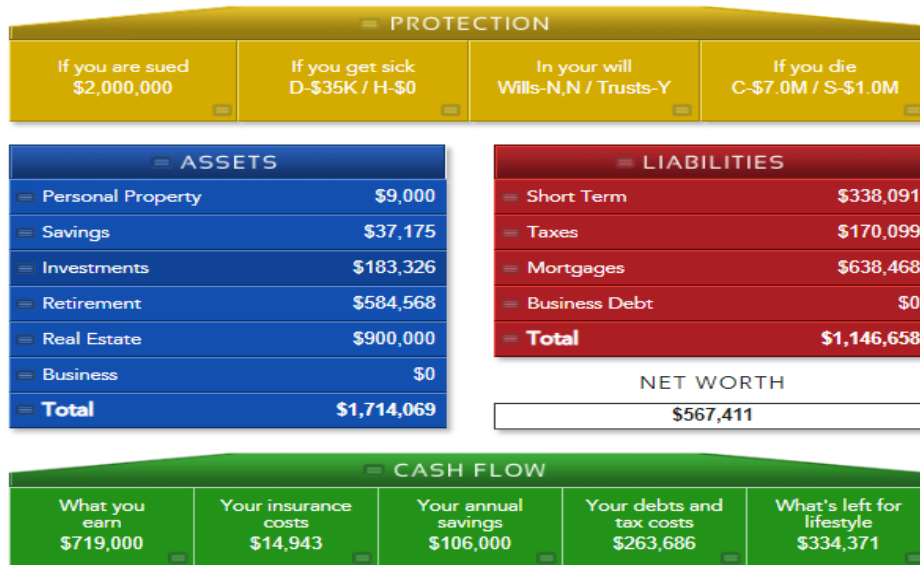 PROTECTION
If you are sued
$2,000,000
If you get sick
D-$35K / H-$0
In your will
Wills-N,N / Trusts-Y
If you die
C-$7.0M / S-$1.0M
ASSETS
Personal Property $9,000
Savings $37,175
Investments $183,326
Retirement $584,568
Real Estate $900,000
Business $0
Total $1,714,069
LIABILITIES
Short Term $338,091
Taxes $170,099
Mortgages $638,468
Business Debt $0
Total $1,146,658
NET WORTH
$567,411
CASH FLOW
What you
earn
$719,000
Your insurance
costs
$14,943
Your annual
savings
$106,000
Your debts and
tax costs
$263,686
What's left for
lifestyle
$334,371